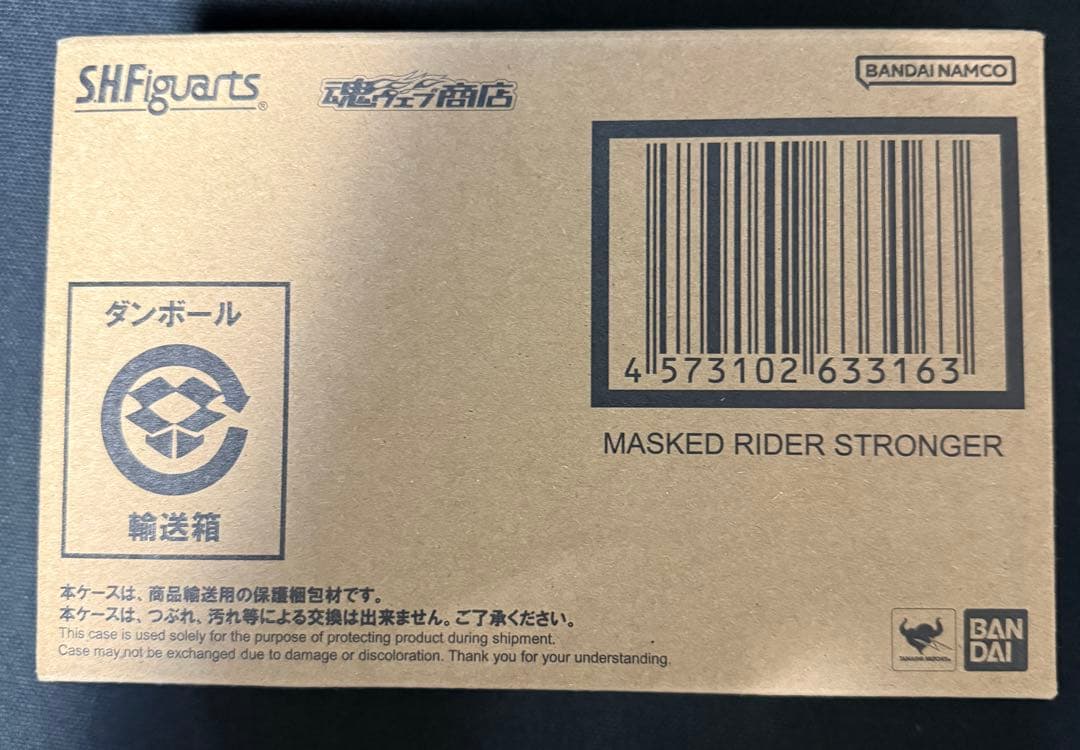 S.H.Figuarts®
魂ウェブ商店
BANDAI NAMCO
4 573102 633163
MASKED RIDER STRONGER
ダンボール
輸送箱
本ケースは、商品輸送用の保護梱包材です。
本ケースは、つぶれ、汚れ等による交換は出来ません。ご了承ください。
This case is used solely for the purpose of protecting product during shipment.
Case may not be exchanged due to damage or discoloration. Thank you for your understanding.
TAMASHII NATIONS
BAN
DAI